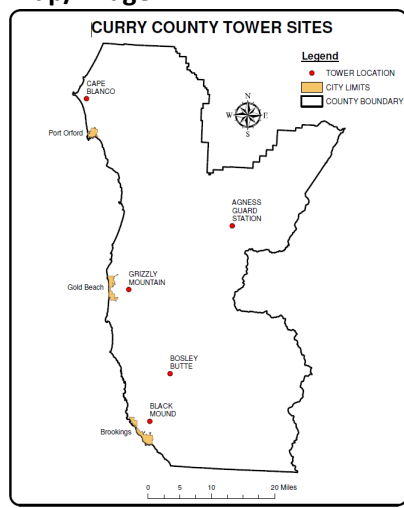 CURRY COUNTY TOWER SITES
Legend
TOWER LOCATION
CITY LIMITS
COUNTY BOUNDARY
N
W
E
S
CAPE
BLANCO
Port Orford
AGNESS
GUARD
STATION
GRIZZLY
MOUNTAIN
Gold Beach
BOSLEY
BUTTE
BLACK
MOUND
Brookings
0 5 10 20 Miles